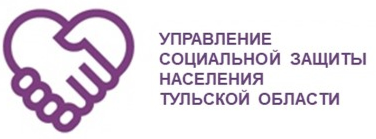 УПРАВЛЕНИЕ
СОЦИАЛЬНОЙ ЗАЩИТЫ
НАСЕЛЕНИЯ
ТУЛЬСКОЙ ОБЛАСТИ